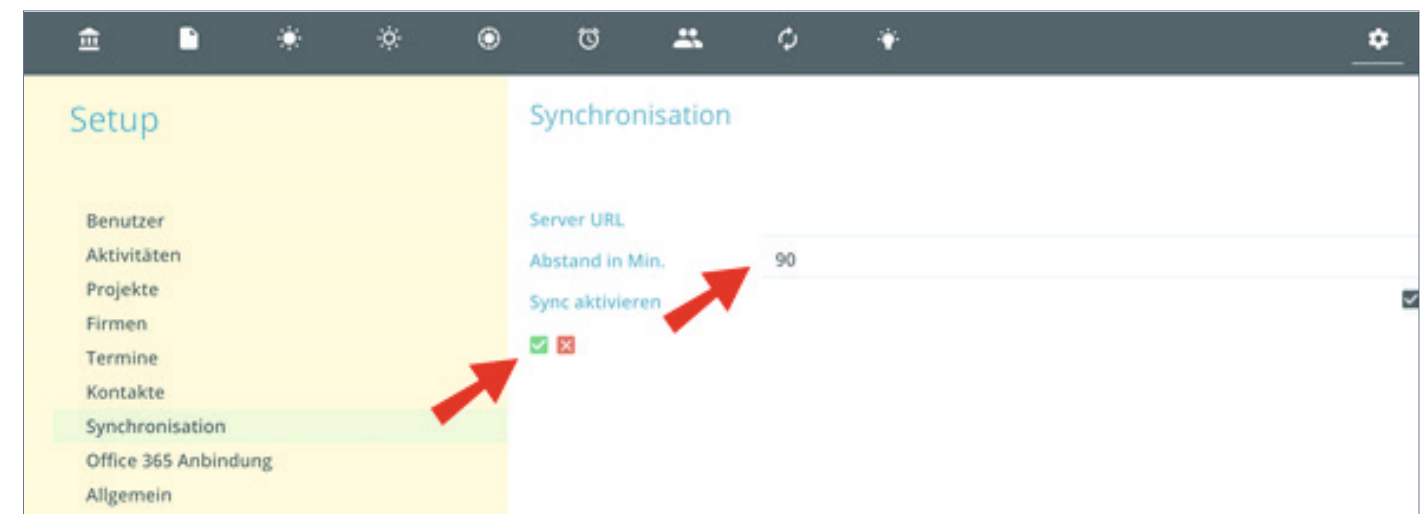 Setup
Benutzer
Aktivitäten
Projekte
Firmen
Termine
Kontakte
Synchronisation
Office 365 Anbindung
Allgemein
Synchronisation
Server URL
Abstand in Min. 90
Sync aktivieren